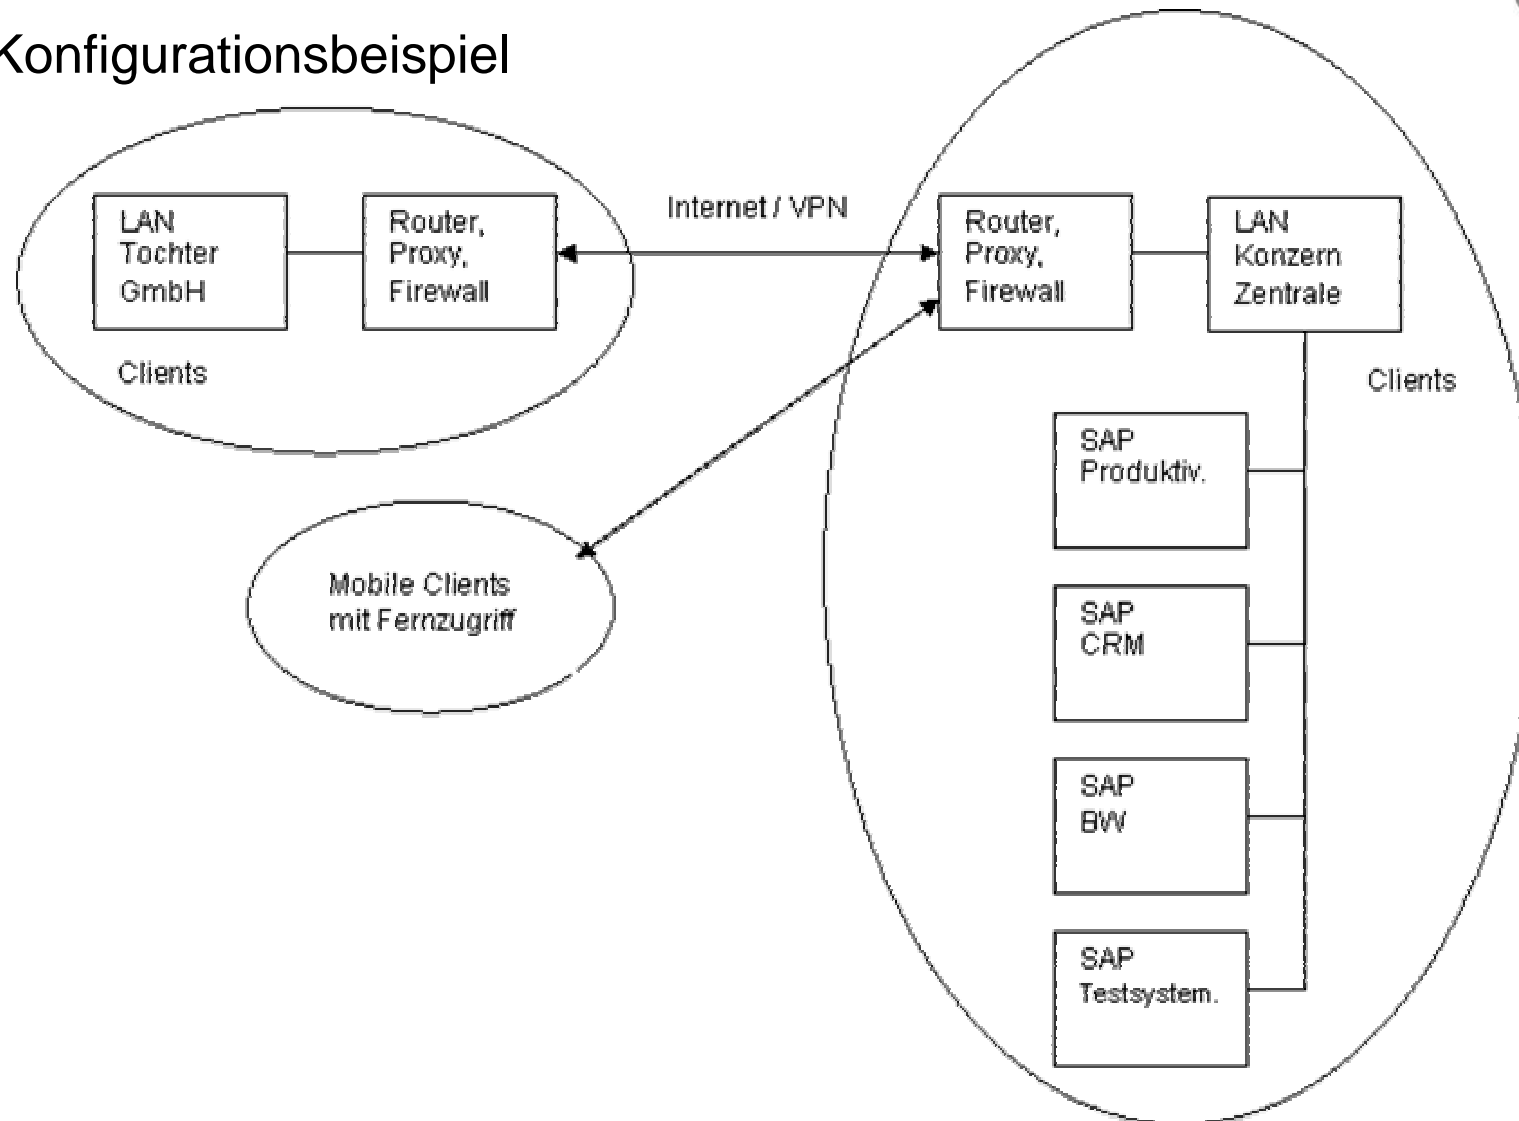 Konfigurationsbeispiel
LAN
Tochter
GmbH
Router,
Proxy,
Firewall
Clients
Internet / VPN
Router,
Proxy,
Firewall
LAN
Konzern
Zentrale
Clients
Mobile Clients
mit Fernzugriff
SAP
Produktiv.
SAP
CRM
SAP
BW
SAP
Testsystem.